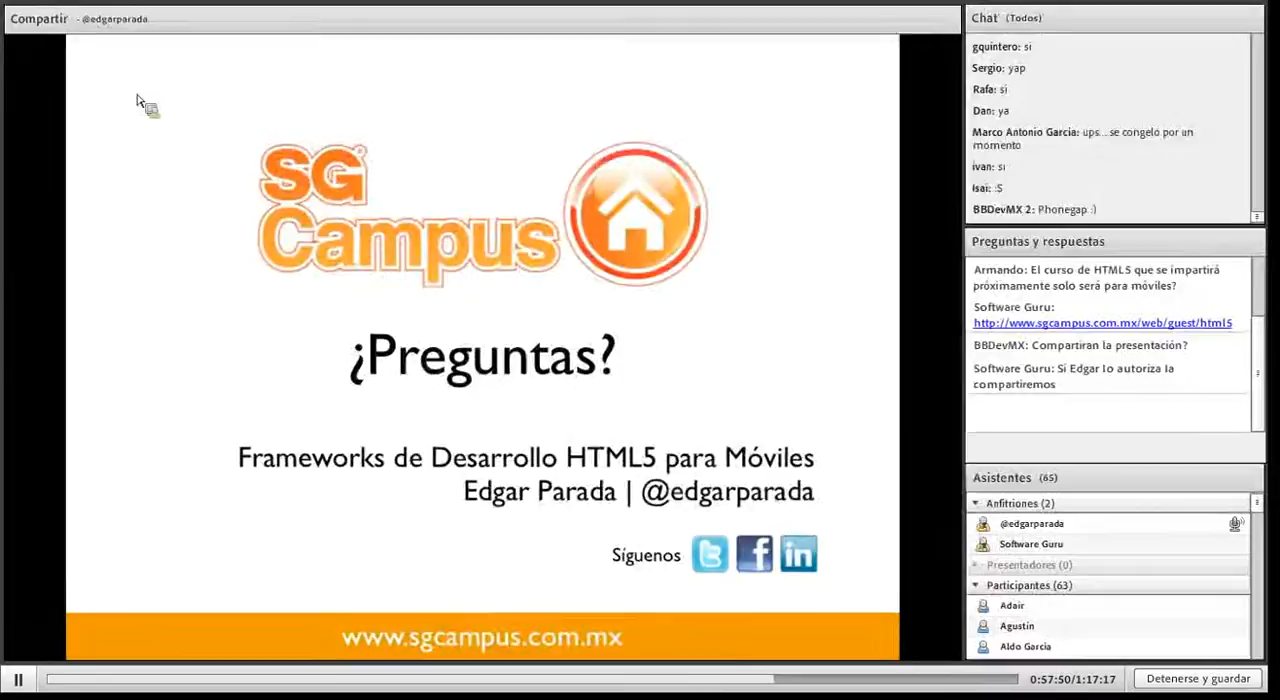 Compartir - @edgarparada
SG
Campus
¿Preguntas?
Frameworks de Desarrollo HTML5 para Móviles
Edgar Parada | @edgarparada
Síguenos
www.sgcampus.com.mx
Chat (Todos)
gquintero: si
Sergio: yap
Rafa: si
Dan: ya
Marco Antonio Garcia: ups... se congelo por un
momento
ivan: si
Isai: :S
BBDevMX 2: Phonegap :)
Preguntas y respuestas
Armando: El curso de HTML5 que se impartirá
próximamente solo será para móviles?
Software Guru:
http://www.sgcampus.com.mx/web/guest/html5
BBDevMX: Compartiran la presentación?
Software Guru: Si Edgar lo autoriza la
compartiremos
Asistentes (65)
Anfitriones (2)
@edgarparada
Software Guru
Presentadores (0)
Participantes (63)
Adair
Agustin
Aldo Garcia
0:57:50/1:17:17
Detenerse y guardar